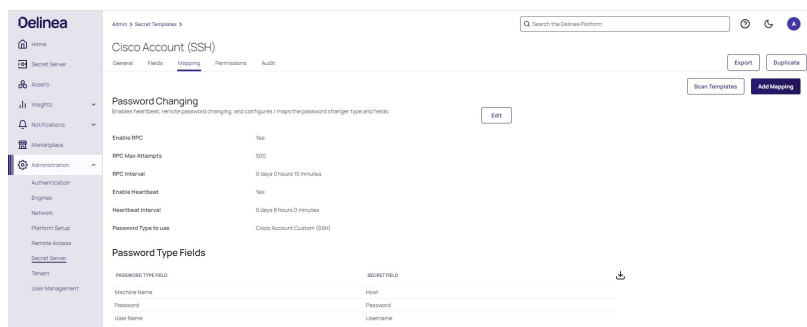 Delinea
Home
Secret Server
Assets
Insights
Notifications
Marketplace
Administration
Authentication
Engines
Network
Platform Setup
Remote Access
Secret Server
Tenant
User Management
Admin > Secret Templates >
Search the Delinea Platform
A
Cisco Account (SSH)
General Fields Mapping Permissions Audit
Export Duplicate
Scan Templates Add Mapping
Password Changing
Enables heartbeat, remote password changing, and configures / maps the password changer type and fields.
Edit
Enable RPC Yes
RPC Max Attempts 500
RPC Interval 0 days 0 hours 15 minutes
Enable Heartbeat Yes
Heartbeat Interval 0 days 8 hours 0 minutes
Password Type to use Cisco Account Custom (SSH)
Password Type Fields
PASSWORD TYPE FIELD SECRET FIELD
Machine Name Host
Password Password
User Name Username